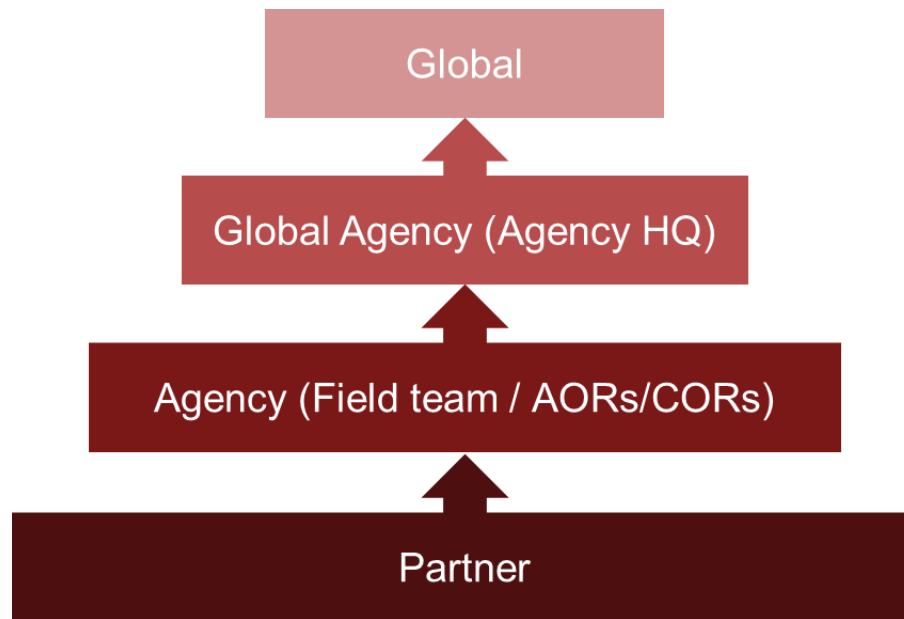 Global
Global Agency (Agency HQ)
Agency (Field team / AORs/CORs)
Partner